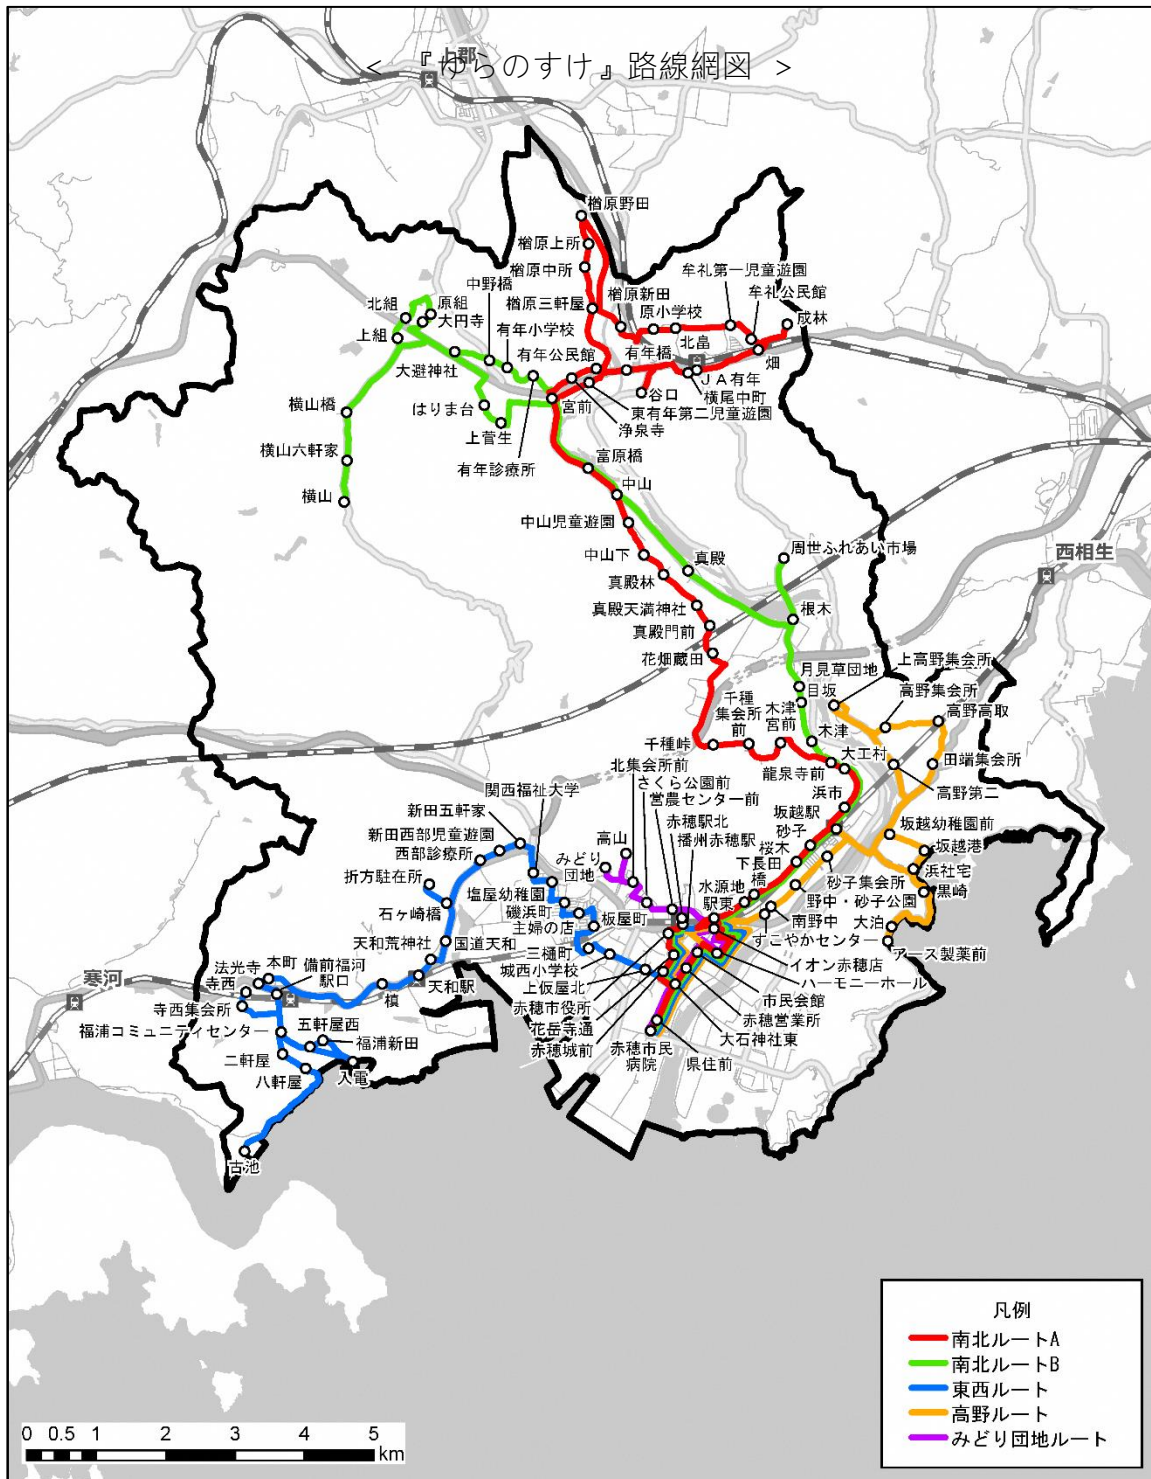 < 『ゆらのすけ』路線網図 >
上郡
楢原野田
楢原上所
楢原中所
楢原三軒屋
楢原新田
原小学校
北畠
牟礼第一児童遊園
牟礼公民館
成林
畑
有年橋
JA有年
横尾中町
谷口
東有年第二児童遊園
浄泉寺
宮前
中野橋
有年小学校
有年公民館
北組
原組
大円寺
上組
大避神社
はりま台
上菅生
有年診療所
横山橋
横山六軒家
横山
富原橋
中山
中山児童遊園
中山下
真殿
真殿林
真殿天満神社
真殿門前
花畑蔵田
周世ふれあい市場
根木
西相生
月見草団地
目坂
上高野集会所
高野集会所
高野高取
千種
集会所
前
木津
宮前
木津
千種峠
大工村
龍泉寺前
田端集会所
高野第二
浜市
坂越駅
砂子
坂越幼稚園前
坂越港
浜社宅
黒崎
大泊
アース製薬前
砂子集会所
野中・砂子公園
南野中
すこやかセンター
桜木
下長田
橋
水源地
駅東
北集会所前
さくら公園前
営農センター前
赤穂駅北
播州赤穂駅
高山
みどり
団地
関西福祉大学
新田五軒家
新田西部児童遊園
西部診療所
折方駐在所
石ヶ崎橋
塩屋幼稚園
磯浜町
主婦の店
板屋町
三樋町
城西小学校
上仮屋北
赤穂市役所
花岳寺通
赤穂城前
イオン赤穂店
ハーモニーホール
市民会館
赤穂営業所
大石神社東
県住前
赤穂市民
病院
天和荒神社
国道天和
天和駅
槙
寒河
法光寺
本町
寺西
備前福河
駅口
寺西集会所
福浦コミュニティセンター
五軒屋西
福浦新田
二軒屋
八軒屋
入電
古池
凡例
南北ルートA
南北ルートB
東西ルート
高野ルート
みどり団地ルート
0 0.5 1 2 3 4 5
km